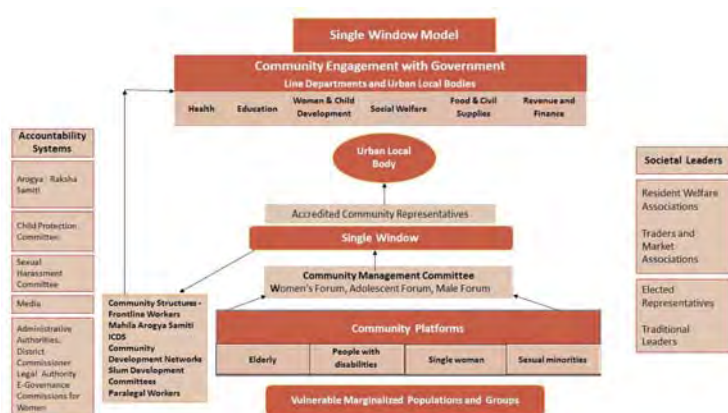 Single Window Model
Community Engagement with Government
Line Departments and Urban Local Bodies
Health
Education
Women & Child
Development
Social Welfare
Food & Civil
Supplies
Revenue and
Finance
Accountability
Systems
Arogya Raksha
Samiti
Child Protection
Committee
Sexual
Harassment
Committee
Media
Administrative
Authorities,
District
Commissioner
Legal Authority
E-Governance
Commissions for
Women
Urban Local
Body
Accredited Community Representatives
Single Window
Community Management Committee
Women's Forum, Adolescent Forum, Male Forum
Community Structures -
Frontline Workers
Mahila Arogya Samiti
ICDS
Community
Development Networks
Slum Development
Committees
Paralegal Workers
Community Platforms
Elderly
People with
disabilities
Single woman
Sexual minorities
Vulnerable Marginalized Populations and Groups
Societal Leaders
Resident Welfare
Associations
Traders and
Market
Associations
Elected
Representatives
Traditional
Leaders